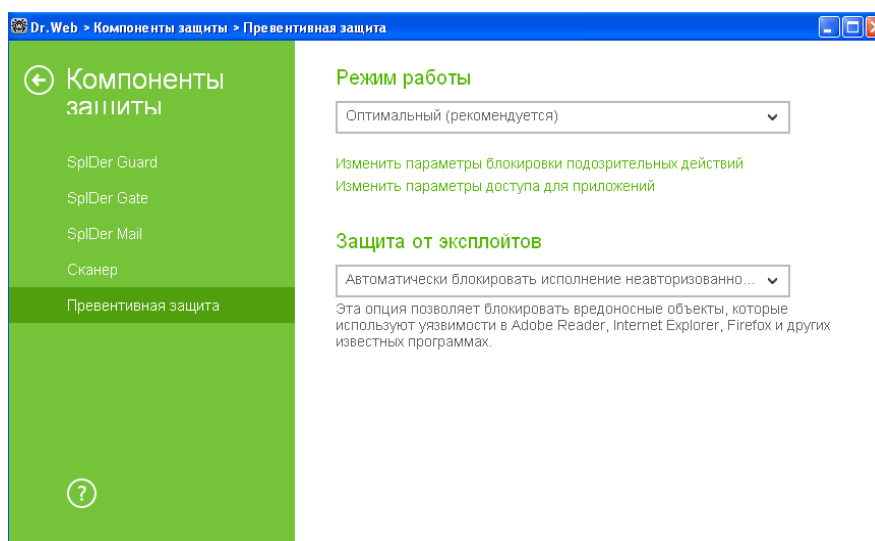 Dr.Web > Компоненты защиты > Превентивная защита
Компоненты
защиты
SpIDer Guard
SpIDer Gate
SpIDer Mail
Сканер
Превентивная защита
?
Режим работы
Оптимальный (рекомендуется)
Изменить параметры блокировки подозрительных действий
Изменить параметры доступа для приложений
Защита от эксплойтов
Автоматически блокировать исполнение неавторизованно...
Эта опция позволяет блокировать вредоносные объекты, которые
используют уязвимости в Adobe Reader, Internet Explorer, Firefox и других
известных программах.